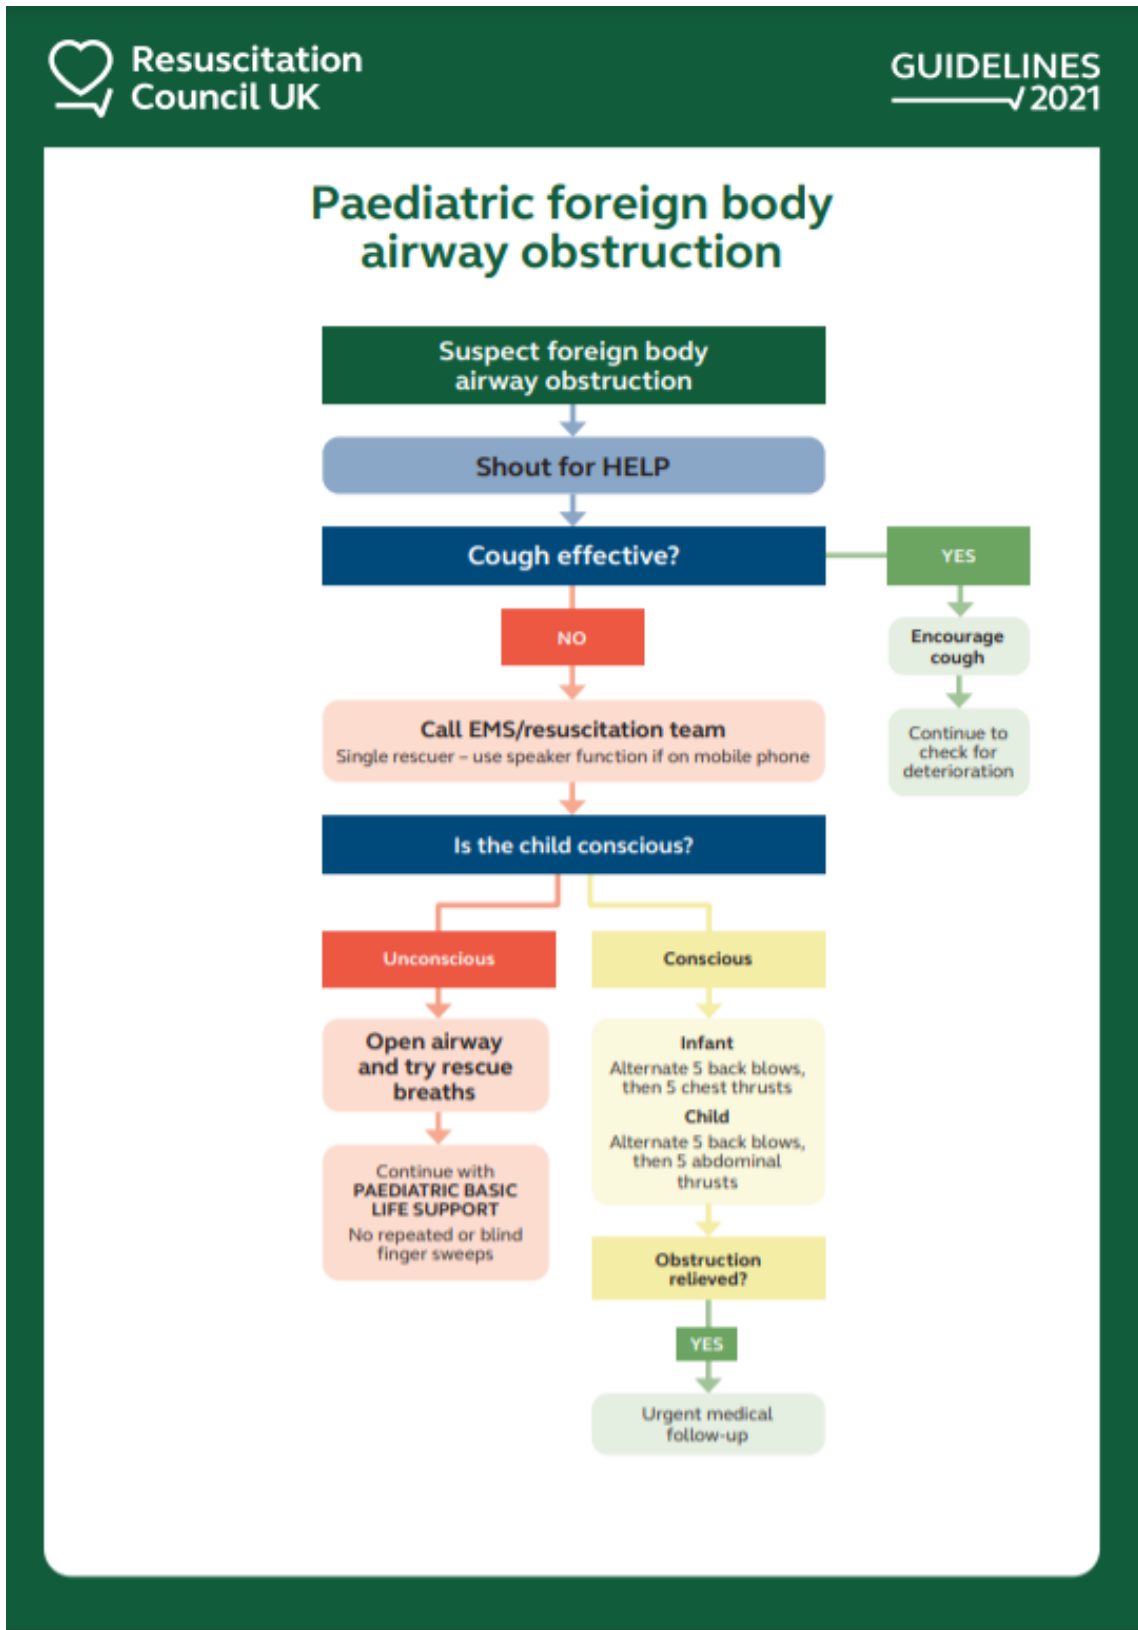 Resuscitation
Council UK
GUIDELINES
2021
Paediatric foreign body
airway obstruction
Suspect foreign body
airway obstruction
Shout for HELP
Cough effective?
YES
NO
Encourage
cough
Call EMS/resuscitation team
Single rescuer – use speaker function if on mobile phone
Continue to
check for
deterioration
Is the child conscious?
Unconscious
Open airway
and try rescue
breaths
Continue with
PAEDIATRIC BASIC
LIFE SUPPORT
No repeated or blind
finger sweeps
Conscious
Infant
Alternate 5 back blows,
then 5 chest thrusts
Child
Alternate 5 back blows,
then 5 abdominal
thrusts
Obstruction
relieved?
YES
Urgent medical
follow-up